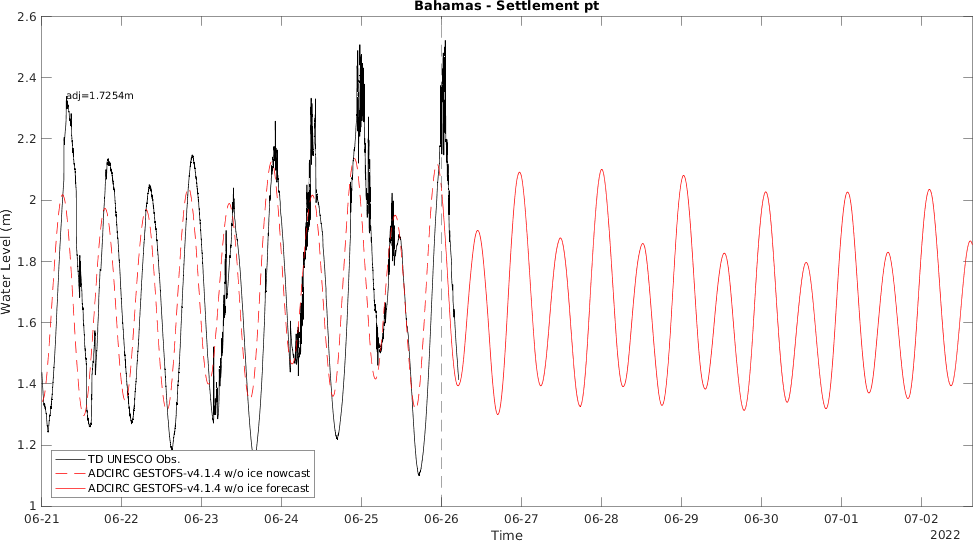 Bahamas - Settlement pt
2.6
2.4
adj=1.7254m
2.2
2
1.8
Water Level (m)
1.6
1.4
1.2
TD UNESCO Obs.
ADCIRC GESTOFS-v4.1.4 w/o ice nowcast
ADCIRC GESTOFS-v4.1.4 w/o ice forecast
1
06-21 06-22 06-23 06-24 06-25 06-26 06-27 06-28 06-29 06-30 07-01 07-02
Time
2022